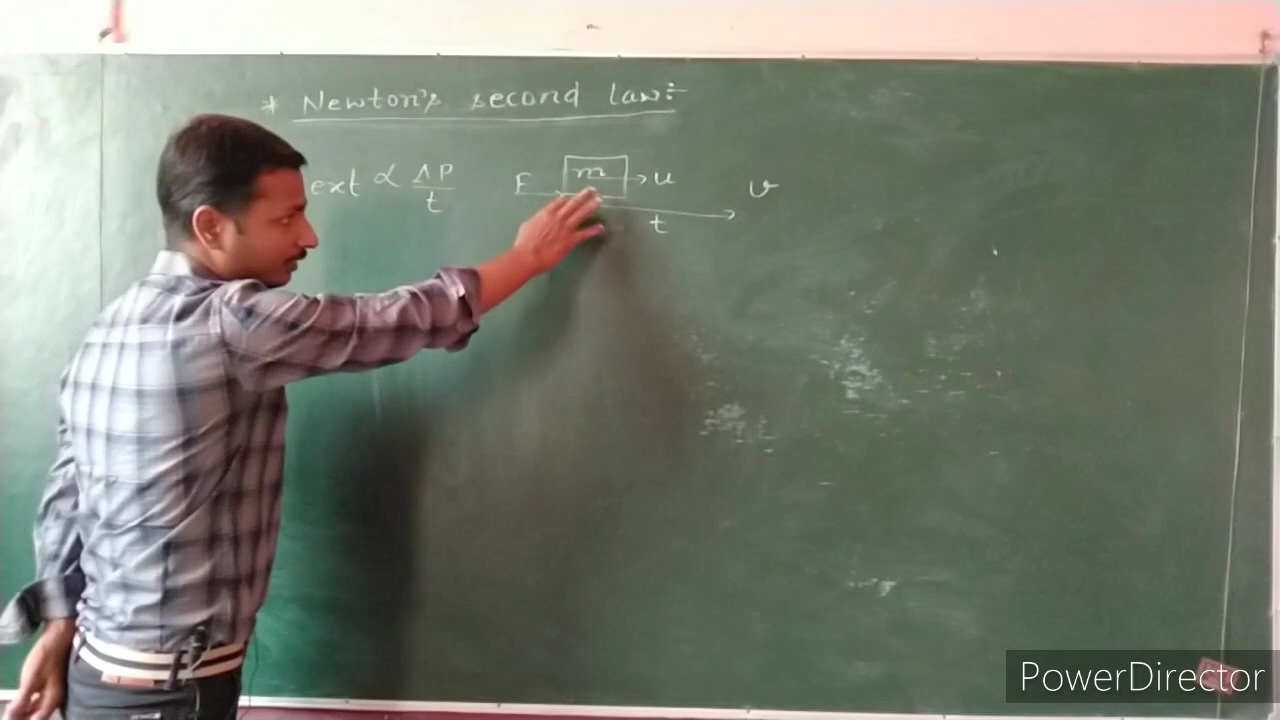 * Newton's second law:-
ext ∝ ΔP/t F m → u v
t
PowerDirector